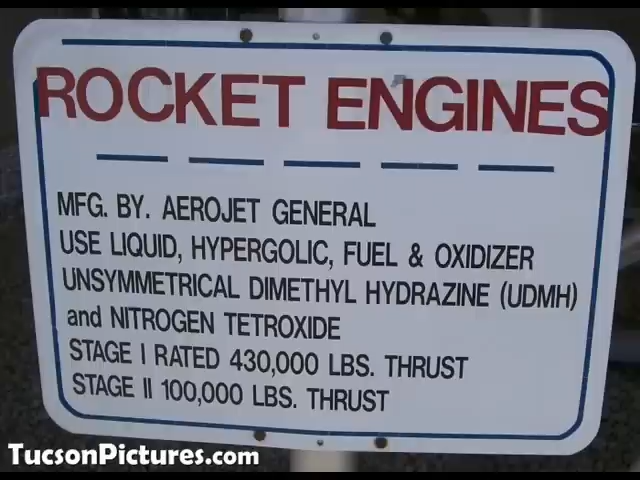 ROCKET ENGINES
MFG. BY. AEROJET GENERAL
USE LIQUID, HYPERGOLIC, FUEL & OXIDIZER
UNSYMMETRICAL DIMETHYL HYDRAZINE (UDMH)
and NITROGEN TETROXIDE
STAGE I RATED 430,000 LBS. THRUST
STAGE II 100,000 LBS. THRUST
TucsonPictures.com